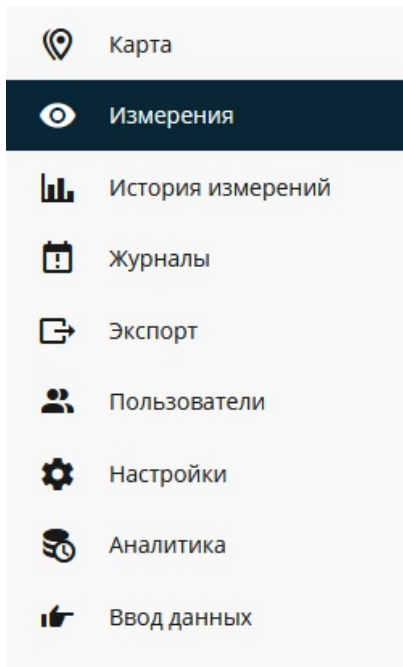 Карта
Измерения
История измерений
Журналы
Экспорт
Пользователи
Настройки
Аналитика
Ввод данных